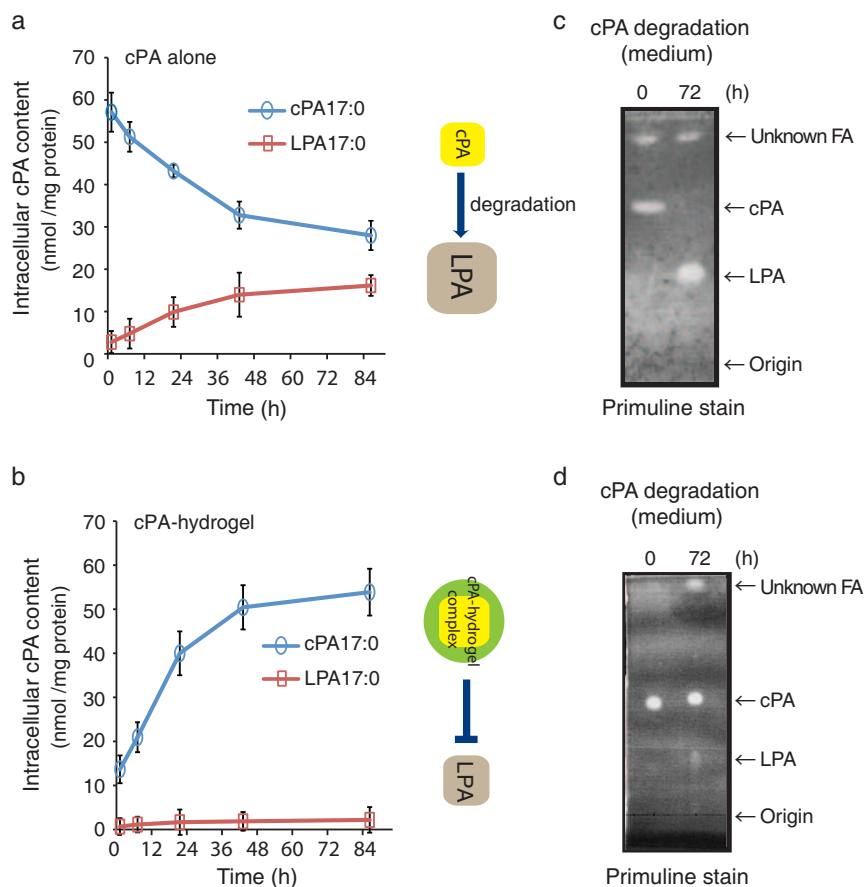 a
cPA alone
70
60
50
40
30
20
10
0
Intracellular cPA content
(nmol /mg protein)
cPA17:0
LPA17:0
0 12 24 36 48 60 72 84
Time (h)
cPA
degradation
LPA
c
cPA degradation
(medium)
0 72 (h)
← Unknown FA
← cPA
← LPA
← Origin
Primuline stain
b
cPA-hydrogel
70
60
50
40
30
20
10
0
Intracellular cPA content
(nmol /mg protein)
cPA17:0
LPA17:0
0 12 24 36 48 60 72 84
Time (h)
cPA-hydrogel
complex
LPA
d
cPA degradation
(medium)
0 72 (h)
← Unknown FA
← cPA
← LPA
← Origin
Primuline stain